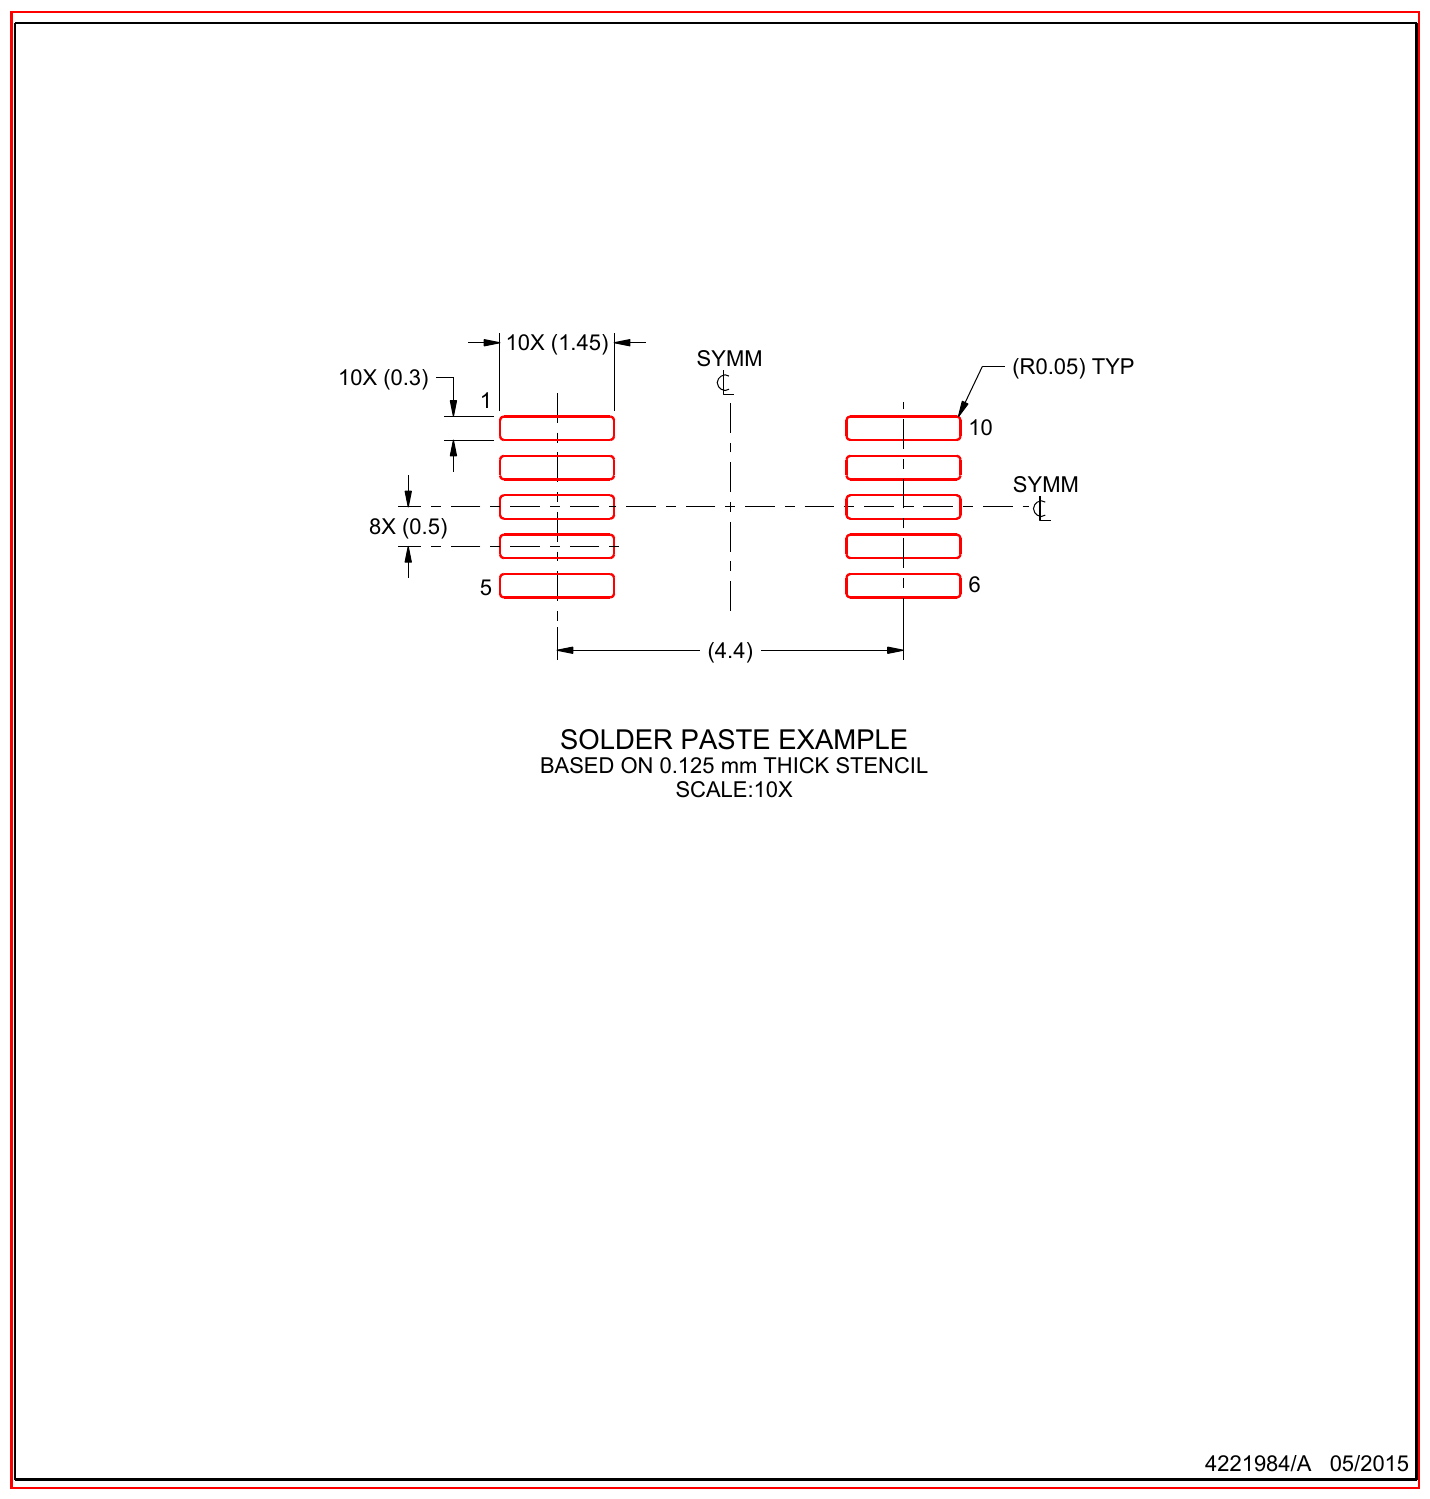 10X (1.45)
SYMM
(R0.05) TYP
10X (0.3)
1
10
SYMM
8X (0.5)
5
6
(4.4)
SOLDER PASTE EXAMPLE
BASED ON 0.125 mm THICK STENCIL
SCALE:10X
4221984/A 05/2015